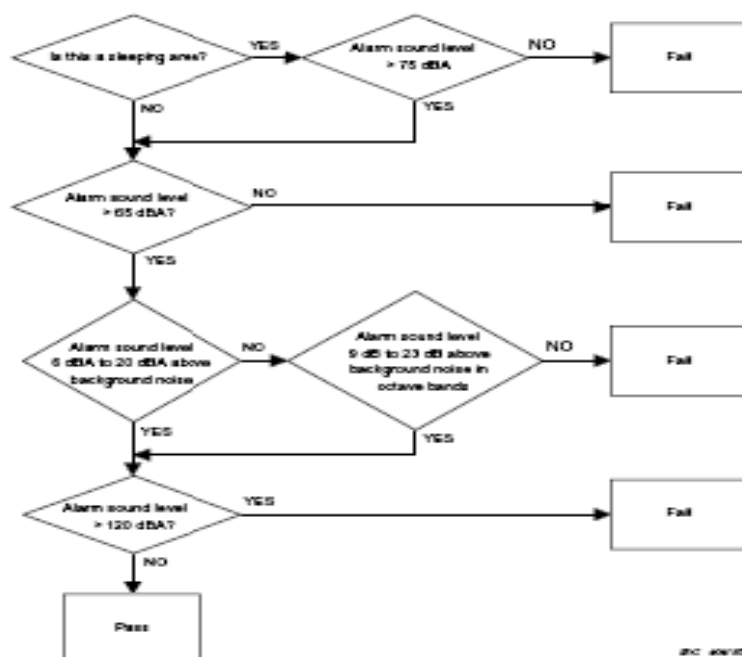 Is this a sleeping area?
YES
Alarm sound level
> 75 dBA
NO
Fail
NO
YES
Alarm sound level
> 65 dBA?
NO
Fail
YES
Alarm sound level
6 dBA to 20 dBA above
background noise
NO
Alarm sound level
9 dB to 23 dB above
background noise in
octave bands
NO
Fail
YES
YES
Alarm sound level
> 120 dBA?
YES
Fail
NO
Pass
IEC